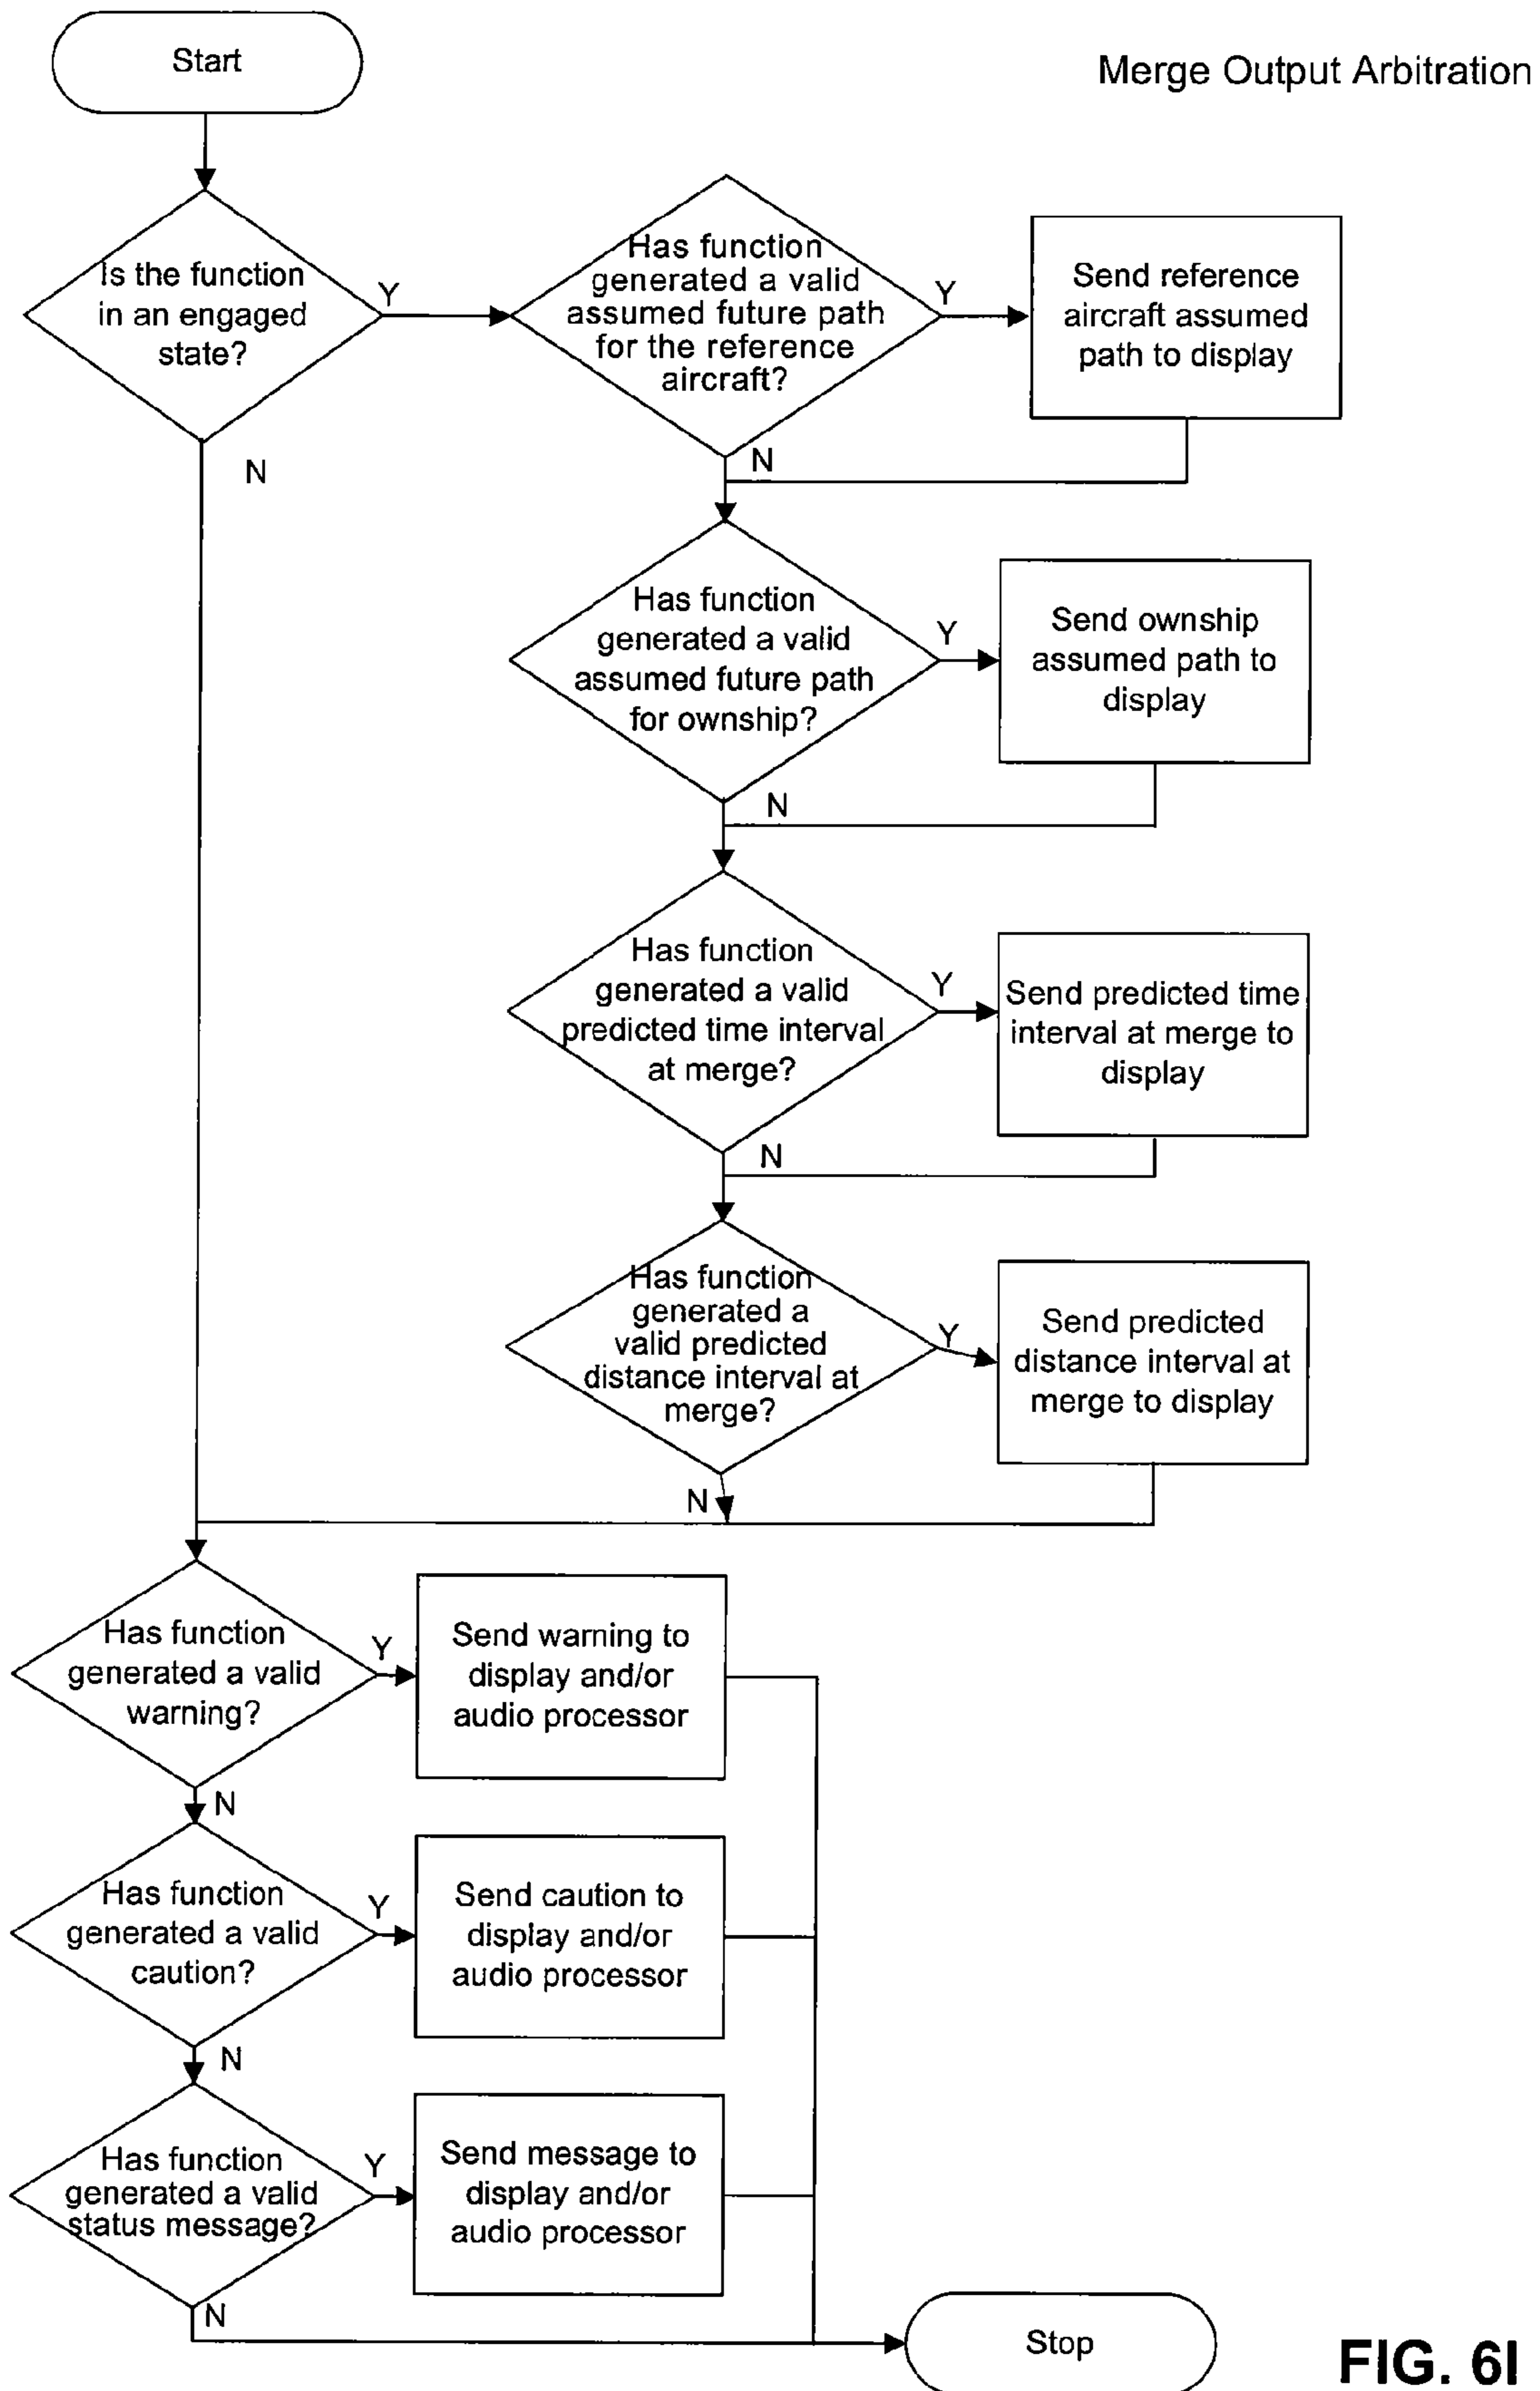 Start
Merge Output Arbitration
Is the function
in an engaged
state?
Y
N
Has function
generated a valid
assumed future path
for the reference
aircraft?
Y
N
Send reference
aircraft assumed
path to display
Has function
generated a valid
assumed future path
for ownship?
Y
N
Send ownship
assumed path to
display
Has function
generated a valid
predicted time interval
at merge?
Y
N
Send predicted time
interval at merge to
display
Has function
generated a
valid predicted
distance interval at
merge?
Y
N
Send predicted
distance interval at
merge to display
Has function
generated a valid
warning?
Y
N
Send warning to
display and/or
audio processor
Has function
generated a valid
caution?
Y
N
Send caution to
display and/or
audio processor
Has function
generated a valid
status message?
Y
N
Send message to
display and/or
audio processor
Stop
FIG. 6I